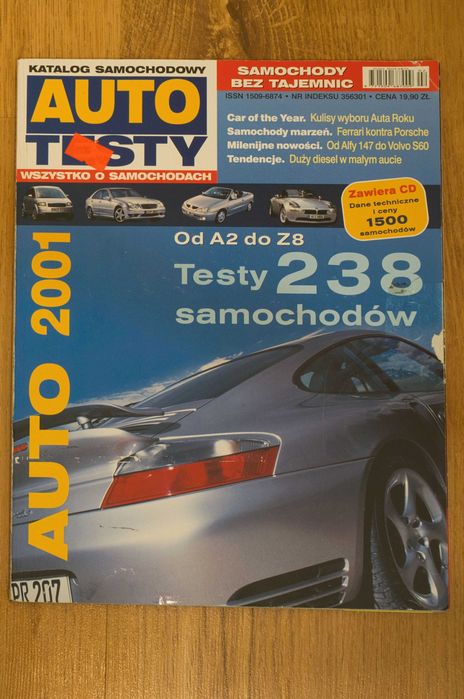 KATALOG SAMOCHODOWY
AUTO
TESTY
WSZYSTKO O SAMOCHODACH
SAMOCHODY
BEZ TAJEMNIC
ISSN 1509-6874 • NR INDEKSU 356301 • CENA 19,90 ZŁ
Car of the Year. Kulisy wyboru Auta Roku
Samochody marzeń. Ferrari kontra Porsche
Milenijne nowości. Od Alfy 147 do Volvo S60
Tendencje. Duży diesel w małym aucie
Zawiera CD
Dane techniczne
i ceny
1500
samochodów
Od A2 do Z8
Testy 238
samochodów
AUTO 2001
PR 207